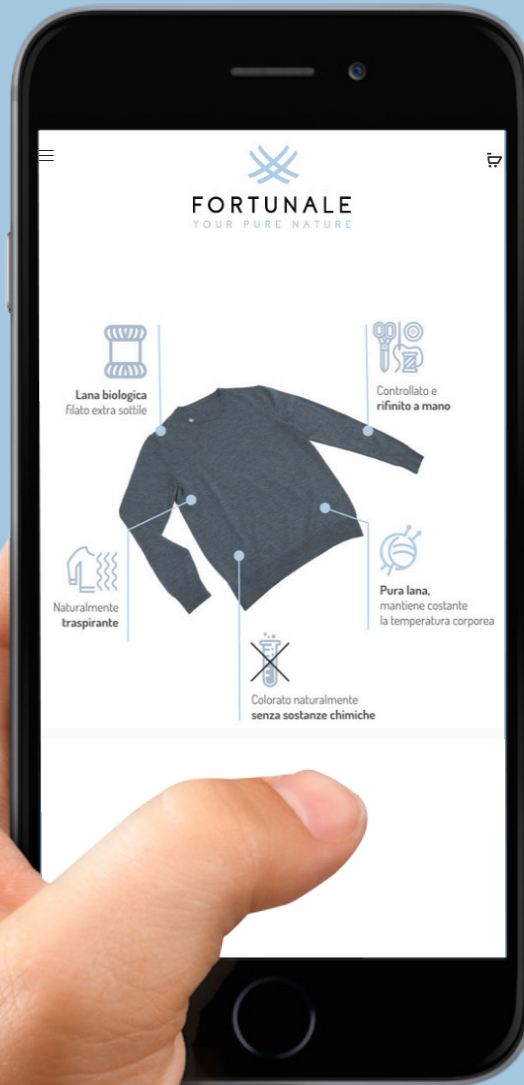 FORTUNALE
YOUR PURE NATURE
Lana biologica
filato extra sottile
Controllato e
rifinito a mano
Naturalmente
traspirante
Pura lana,
mantiene costante
la temperatura corporea
Colorato naturalmente
senza sostanze chimiche